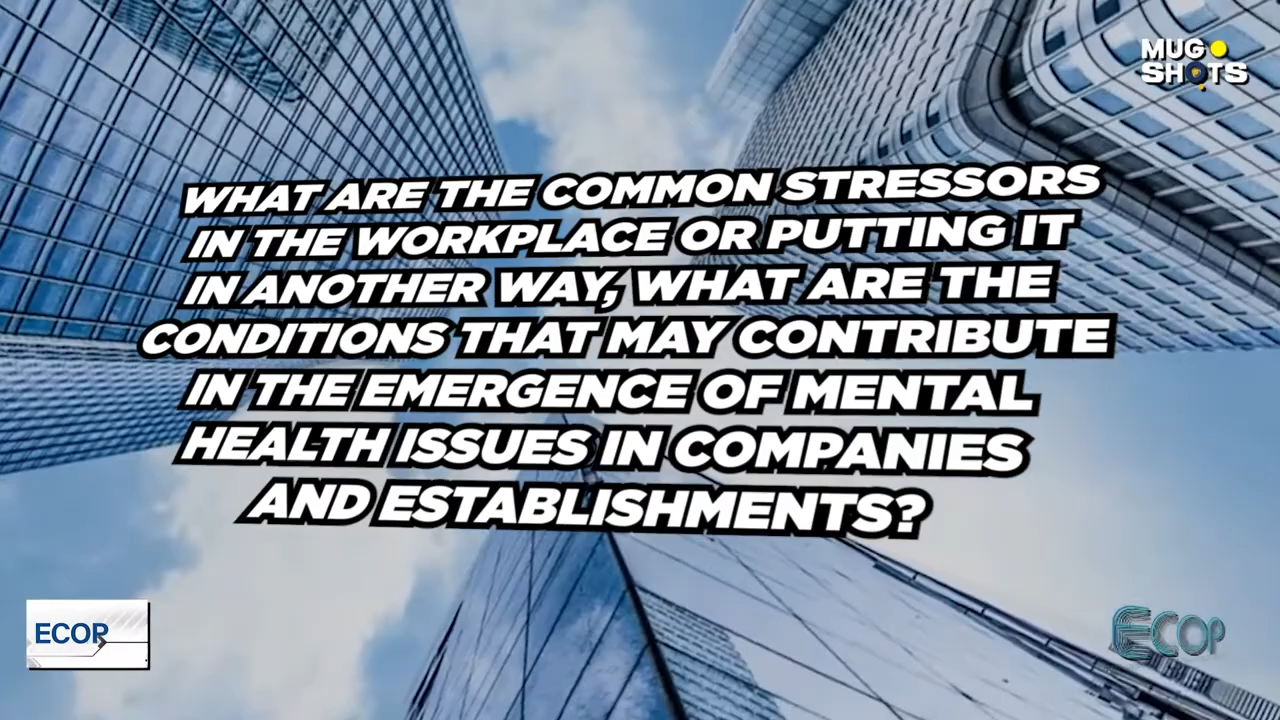 MUG
SHOTS
WHAT ARE THE COMMON STRESSORS
IN THE WORKPLACE OR PUTTING IT
IN ANOTHER WAY, WHAT ARE THE
CONDITIONS THAT MAY CONTRIBUTE
IN THE EMERGENCE OF MENTAL
HEALTH ISSUES IN COMPANIES
AND ESTABLISHMENTS?
ECOP
ECOP